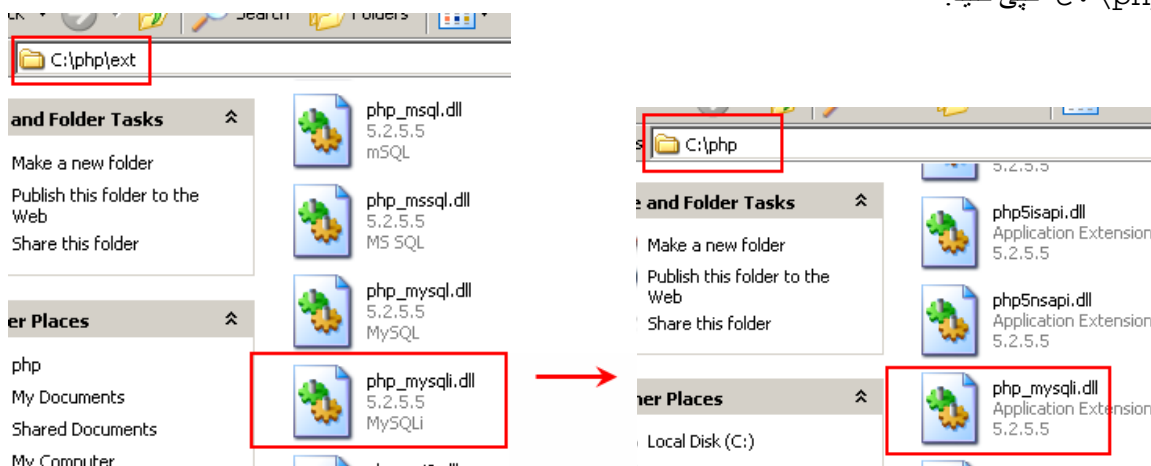 Search
Folders
C:\php\ext
and Folder Tasks
Make a new folder
Publish this folder to the
Web
Share this folder
er Places
php
My Documents
Shared Documents
My Computer
php_msql.dll
5.2.5.5
mSQL
php_mssql.dll
5.2.5.5
MS SQL
php_mysql.dll
5.2.5.5
MySQL
php_mysqli.dll
5.2.5.5
MySQLi
C:\php
e and Folder Tasks
Make a new folder
Publish this folder to the
Web
Share this folder
ner Places
Local Disk (C:)
5.2.5.5
php5isapi.dll
Application Extension
5.2.5.5
php5nsapi.dll
Application Extension
5.2.5.5
php_mysqli.dll
Application Extension
5.2.5.5